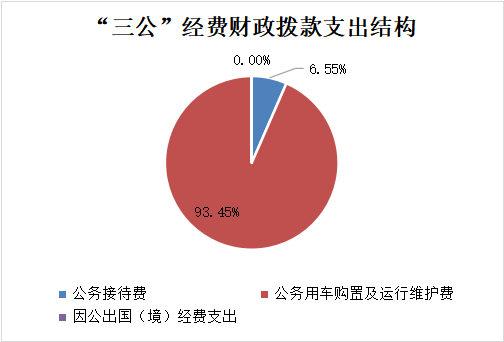 “三公”经费财政拨款支出结构
0.00%
6.55%
93.45%
公务接待费
公务用车购置及运行维护费
因公出国（境）经费支出